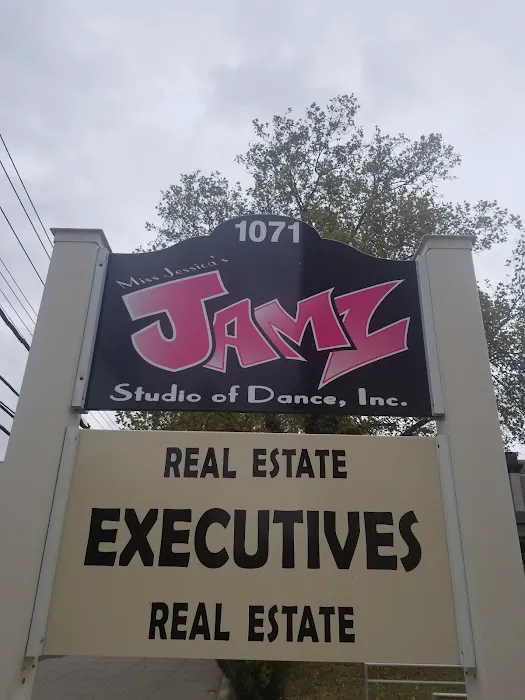 1071
Miss Jessica's
JAMZ
Studio of Dance, Inc.
REAL ESTATE
EXECUTIVES
REAL ESTATE